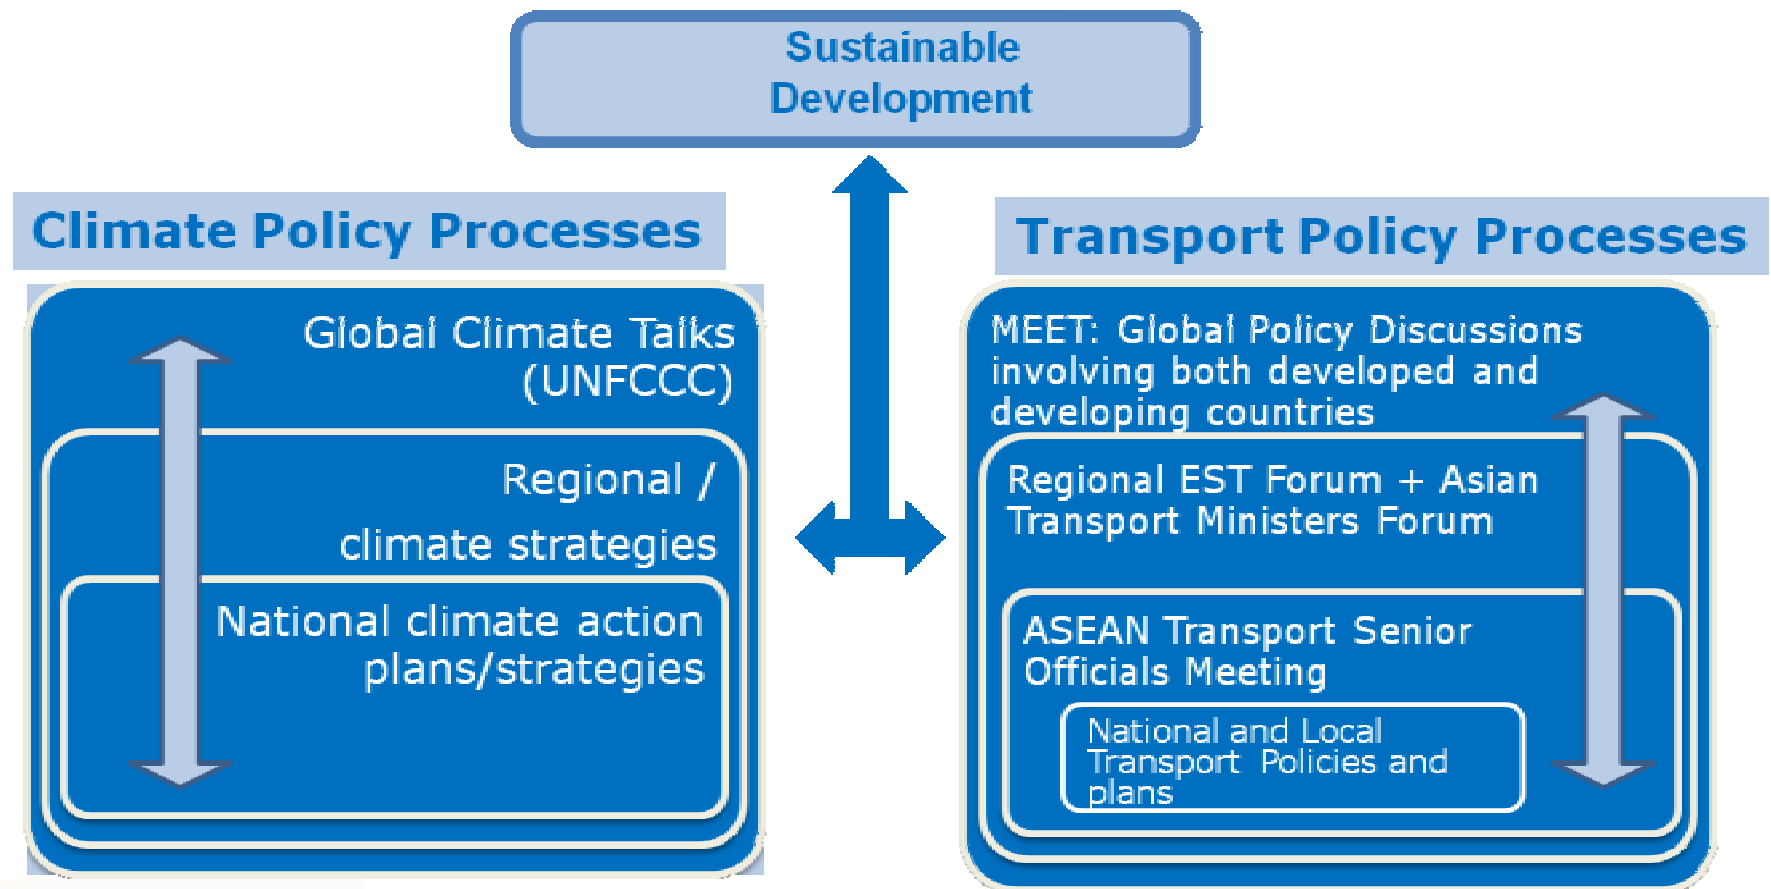 Sustainable
Development
Climate Policy Processes
Global Climate Talks
(UNFCCC)
Regional /
climate strategies
National climate action
plans/strategies
Transport Policy Processes
MEET: Global Policy Discussions
involving both developed and
developing countries
Regional EST Forum + Asian
Transport Ministers Forum
ASEAN Transport Senior
Officials Meeting
National and Local
Transport Policies and
plans